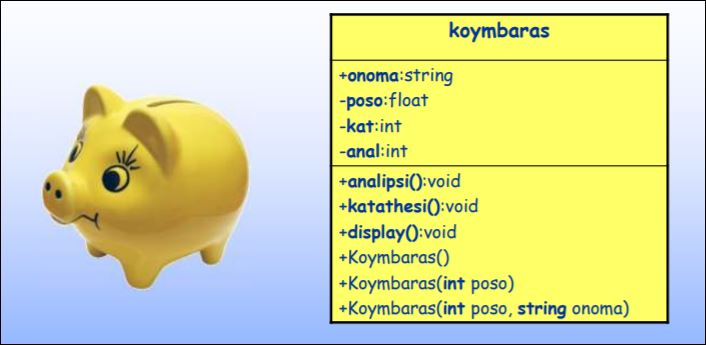 koymbaras
+onoma:string
-poso:float
-kat:int
-anal:int
+analipsi():void
+katathesi():void
+display():void
+Koymbaras()
+Koymbaras(int poso)
+Koymbaras(int poso, string onoma)